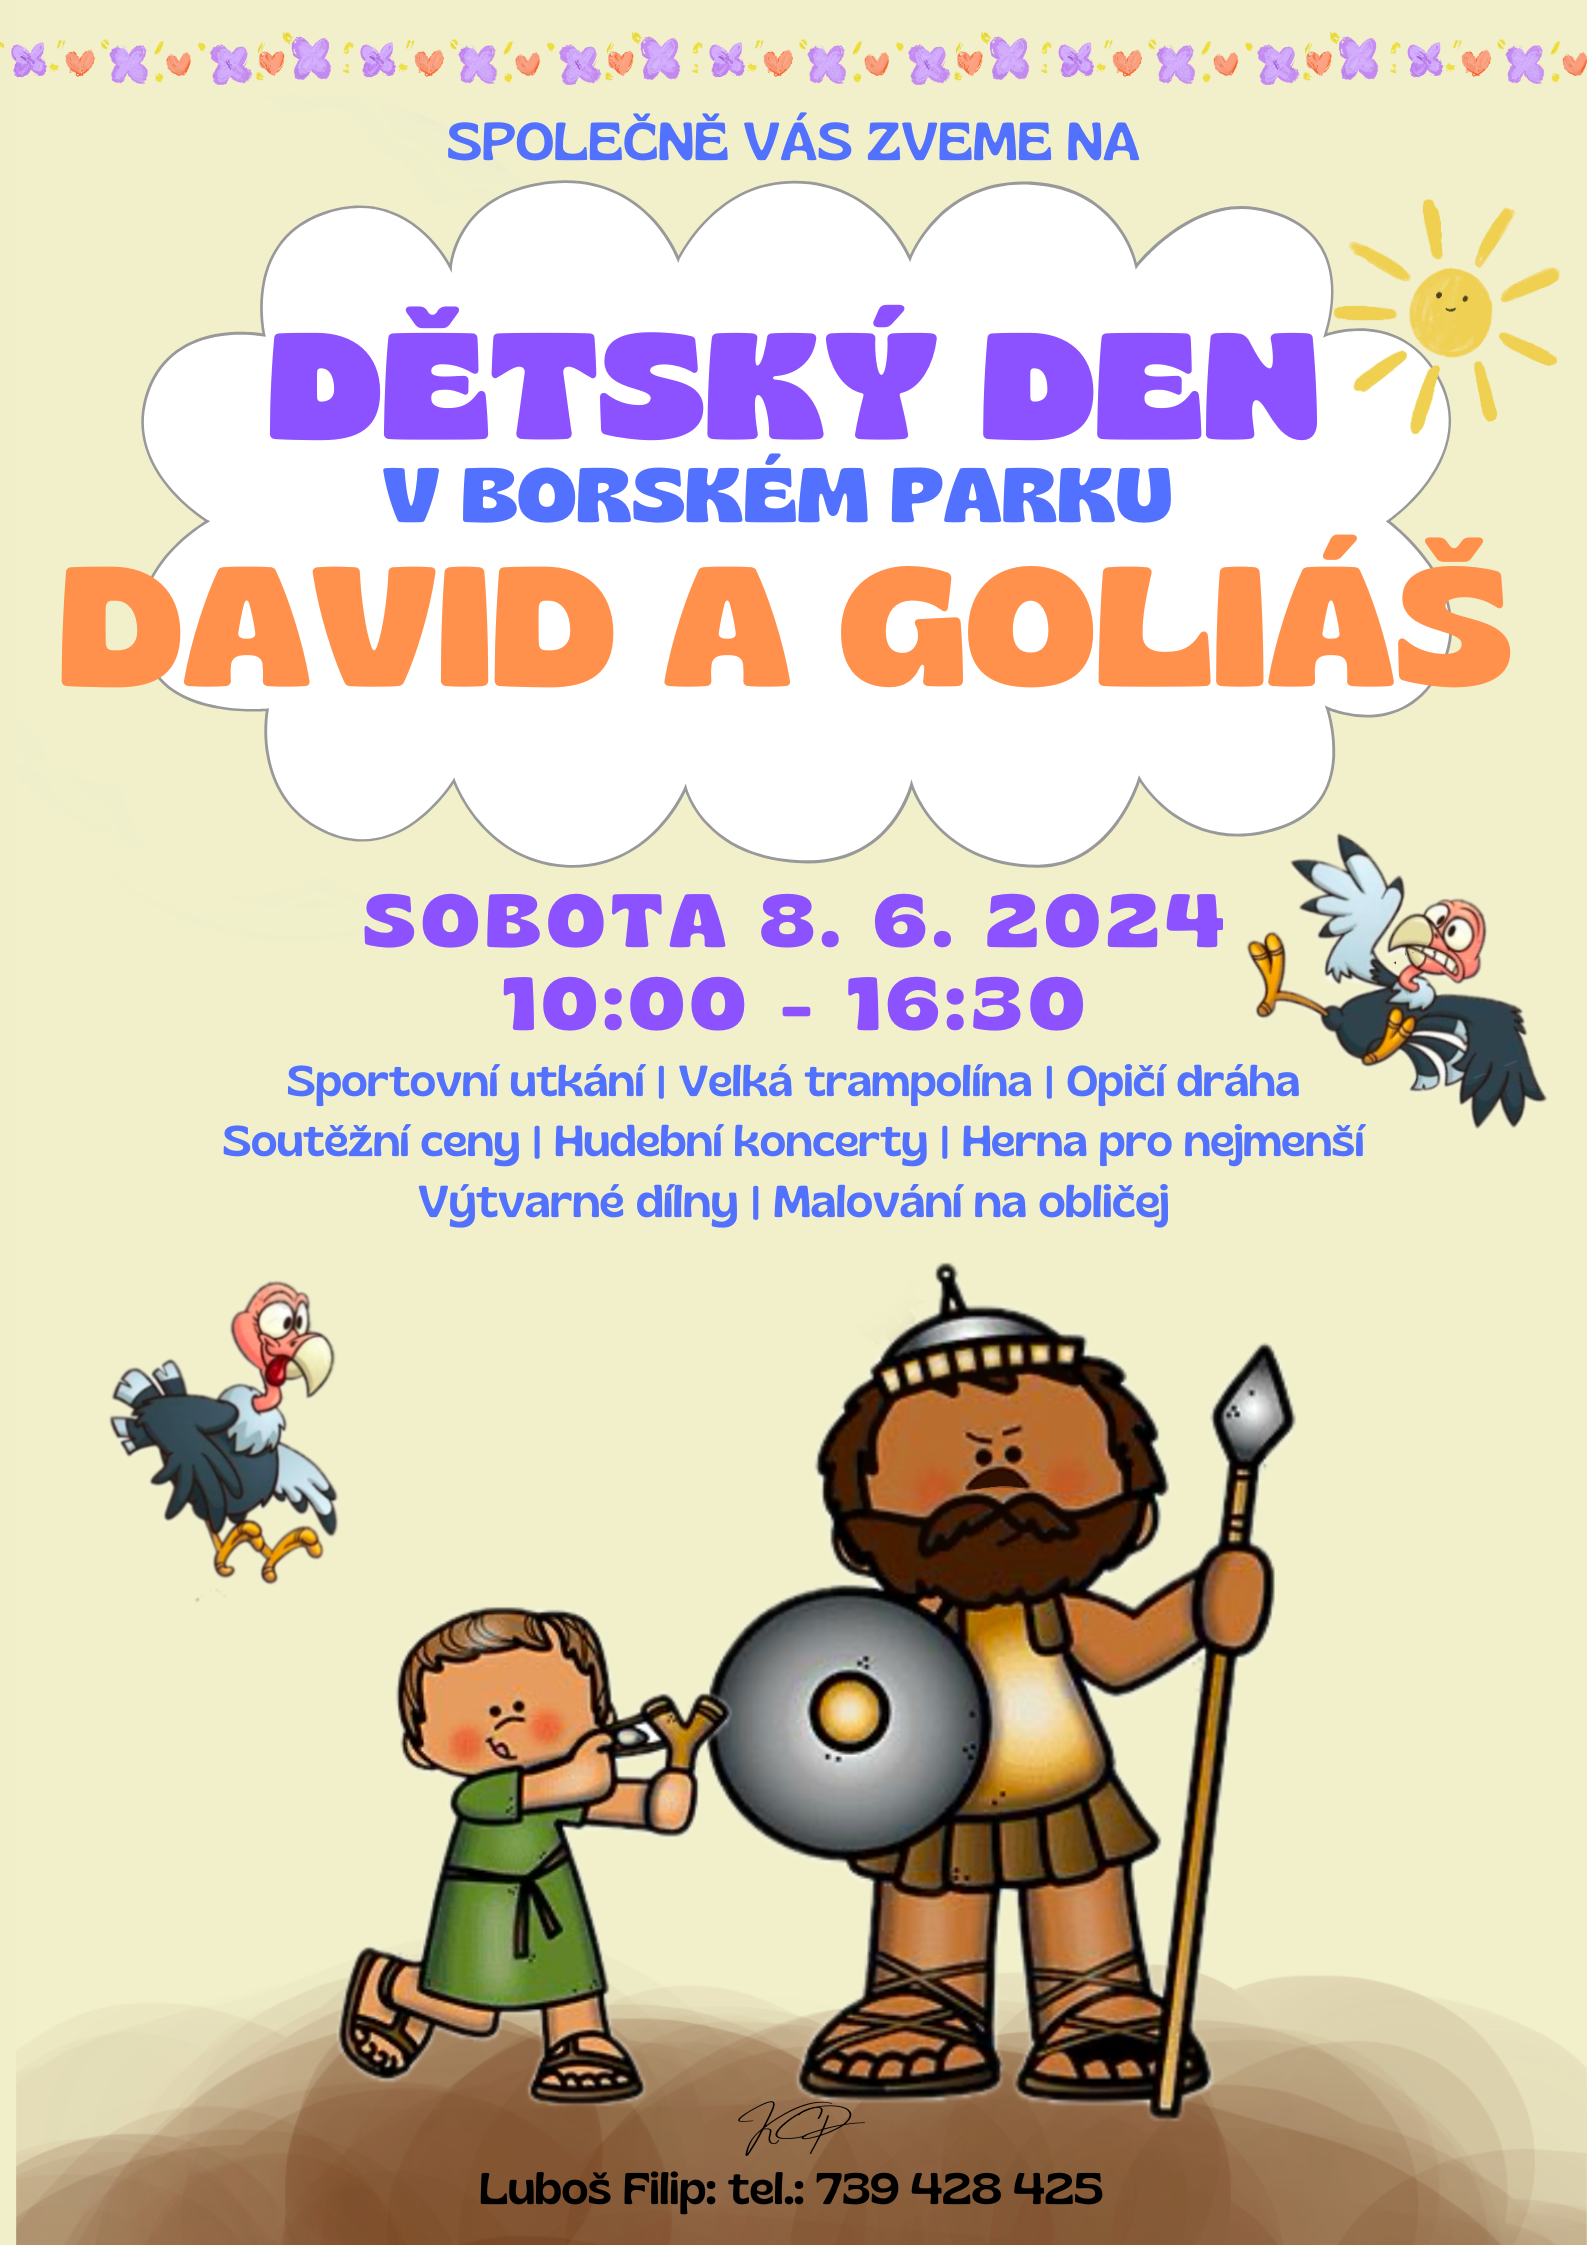 SPOLEČNĚ VÁS ZVEME NA
DĚTSKÝ DEN
V BORSKÉM PARKU
DAVID A GOLIÁŠ
SOBOTA 8. 6. 2024
10:00 - 16:30
Sportovní utkání | Velká trampolína | Opičí dráha
Soutěžní ceny | Hudební koncerty | Herna pro nejmenší
Výtvarné dílny | Malování na obličej
Luboš Filip: tel.: 739 428 425